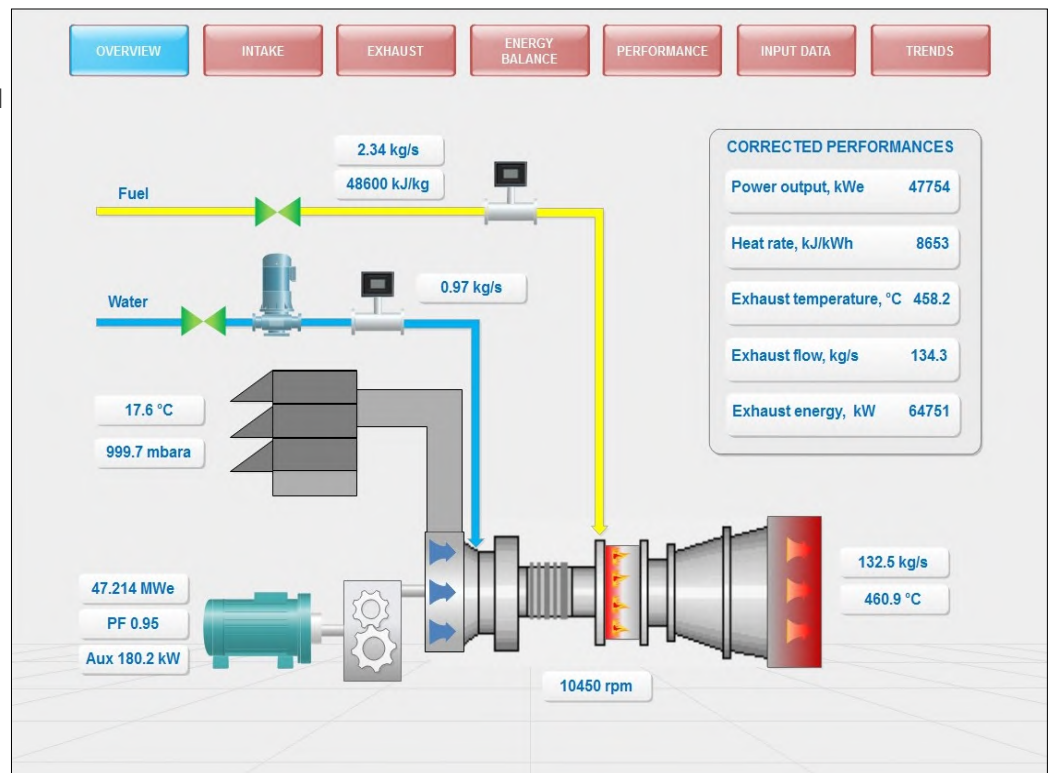 OVERVIEW
INTAKE
EXHAUST
ENERGY
BALANCE
PERFORMANCE
INPUT DATA
TRENDS
2.34 kg/s
48600 kJ/kg
Fuel
0.97 kg/s
Water
17.6 °C
999.7 mbara
CORRECTED PERFORMANCES
Power output, kWe 47754
Heat rate, kJ/kWh 8653
Exhaust temperature, °C 458.2
Exhaust flow, kg/s 134.3
Exhaust energy, kW 64751
47.214 MWe
PF 0.95
Aux 180.2 kW
10450 rpm
132.5 kg/s
460.9 °C